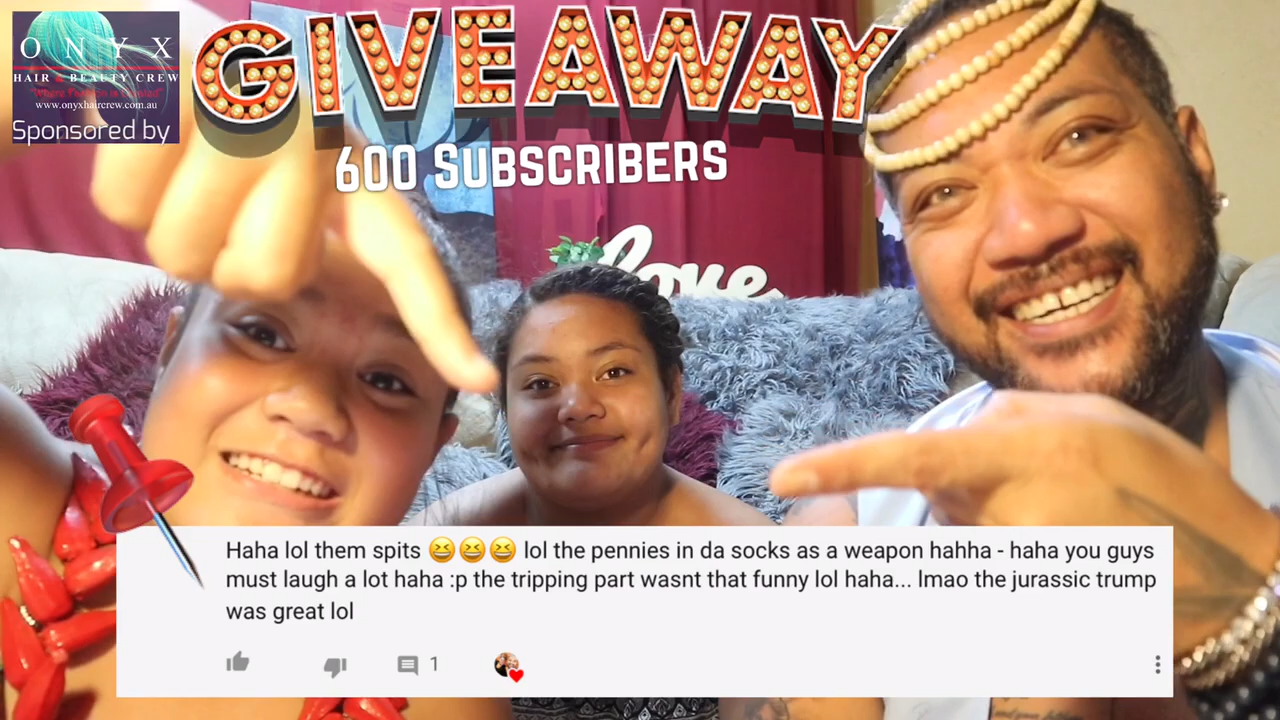 ONYX
HAIR & BEAUTY CREW
"Where Fashion is Created"
www.onyxhaircrew.com.au
Sponsored by
GIVEAWAY
600 SUBSCRIBERS
love
Haha lol them spits 😆😆😆 lol the pennies in da socks as a weapon hahha - haha you guys
must laugh a lot haha :p the tripping part wasnt that funny lol haha... lmao the jurassic trump
was great lol
1